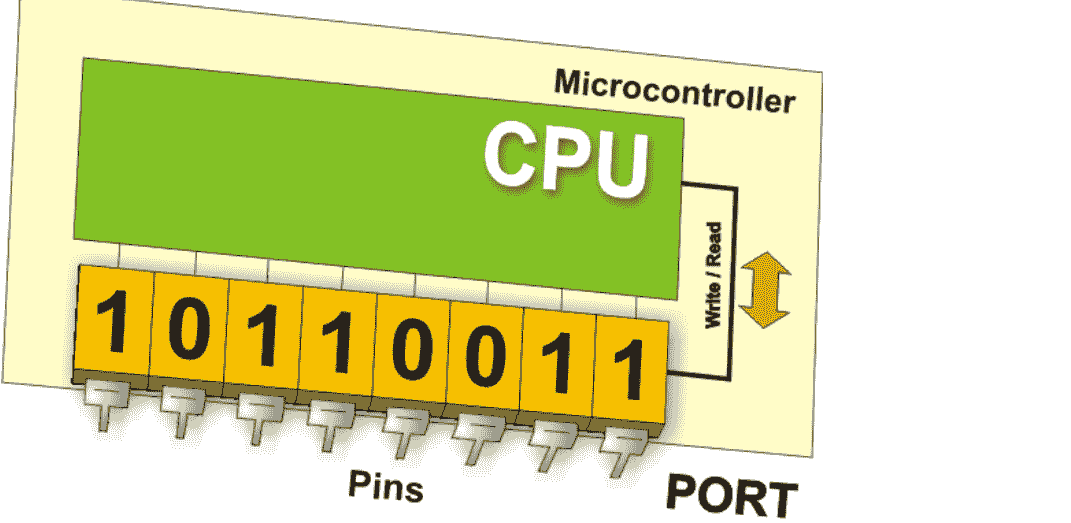 Microcontroller
CPU
Write / Read
1 0 1 1 0 0 1 1
Pins
PORT